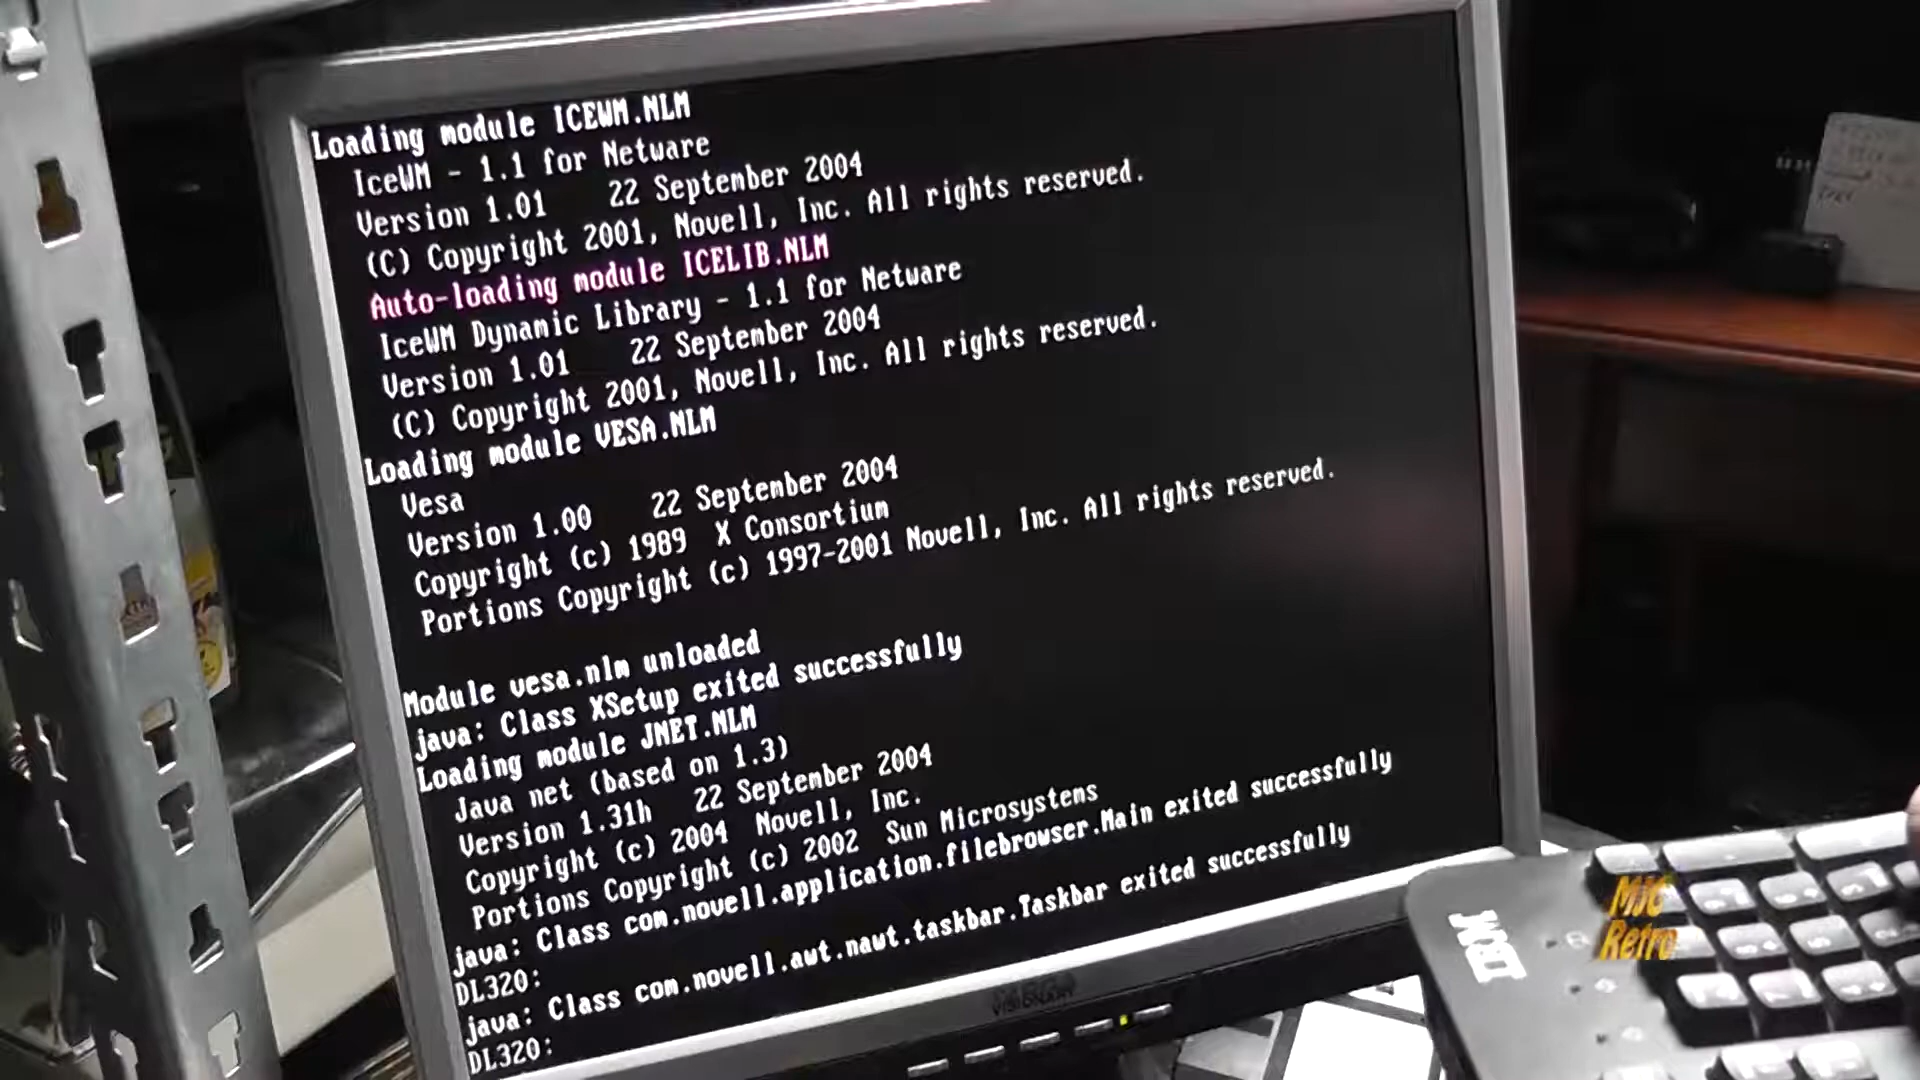 Loading module ICEWM.NLM
IceWM - 1.1 for Netware
Version 1.01 22 September 2004
(C) Copyright 2001, Novell, Inc. All rights reserved.
Auto-loading module ICELIB.NLM
IceWM Dynamic Library - 1.1 for Netware
Version 1.01 22 September 2004
(C) Copyright 2001, Novell, Inc. All rights reserved.
Loading module VESA.NLM
Vesa
Version 1.00 22 September 2004
Copyright (c) 1989 X Consortium
Portions Copyright (c) 1997-2001 Novell, Inc. All rights reserved.
Module vesa.nlm unloaded
java: Class XSetup exited successfully
Loading module JNET.NLM
Java net (based on 1.3)
Version 1.31h 22 September 2004
Copyright (c) 2004 Novell, Inc.
Portions Copyright (c) 2002 Sun Microsystems
java: Class com.novell.application.filebrowser.Main exited successfully
DL320:
java: Class com.novell.awt.nawt.taskbar.Taskbar exited successfully
DL320:
MJC
Retro